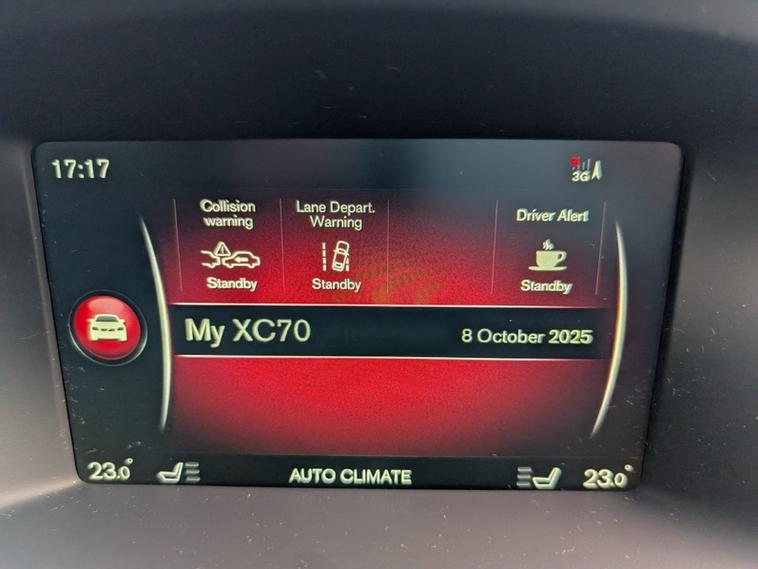 17:17
3G
Collision warning
Lane Depart. Warning
Driver Alert
Standby
Standby
Standby
My XC70
8 October 2025
23.0°
AUTO CLIMATE
23.0°